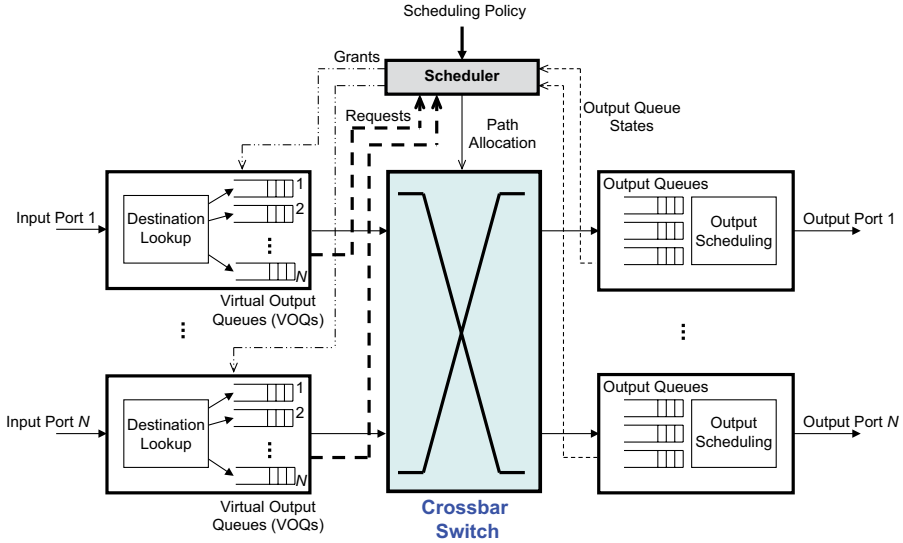 Scheduling Policy
Grants
Scheduler
Requests
Path
Allocation
Output Queue
States
Input Port 1
Destination
Lookup
1
2
...
N
Virtual Output
Queues (VOQs)
Output Queues
Output
Scheduling
Output Port 1
...
...
Input Port N
Destination
Lookup
1
2
...
N
Virtual Output
Queues (VOQs)
Output Queues
Output
Scheduling
Output Port N
Crossbar
Switch